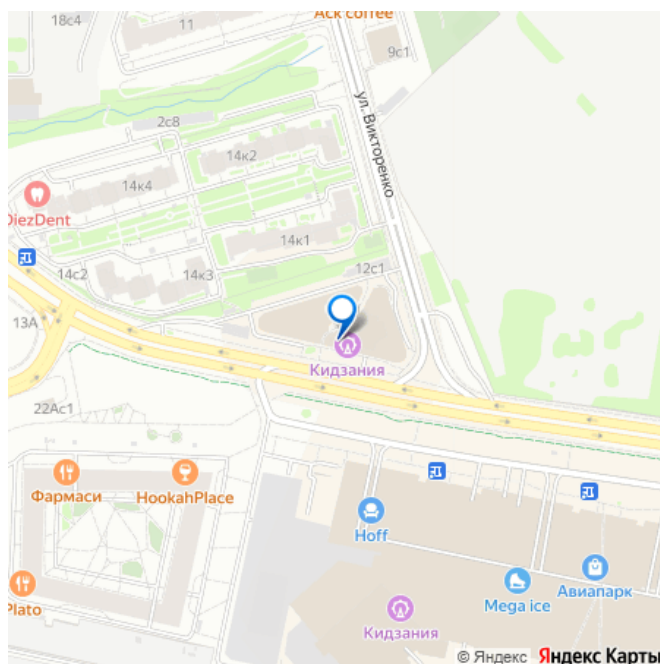 18с4
11
Ack coffee
9с1
ул. Викторенко
2с8
14к2
14к4
DiezDent
14к1
14с2
14к3
12с1
13А
Кидзания
22Ас1
Фармаси
HookahPlace
Hoff
Plato
Mega ice
Авиапарк
Кидзания
© Яндекс Яндекс Карты